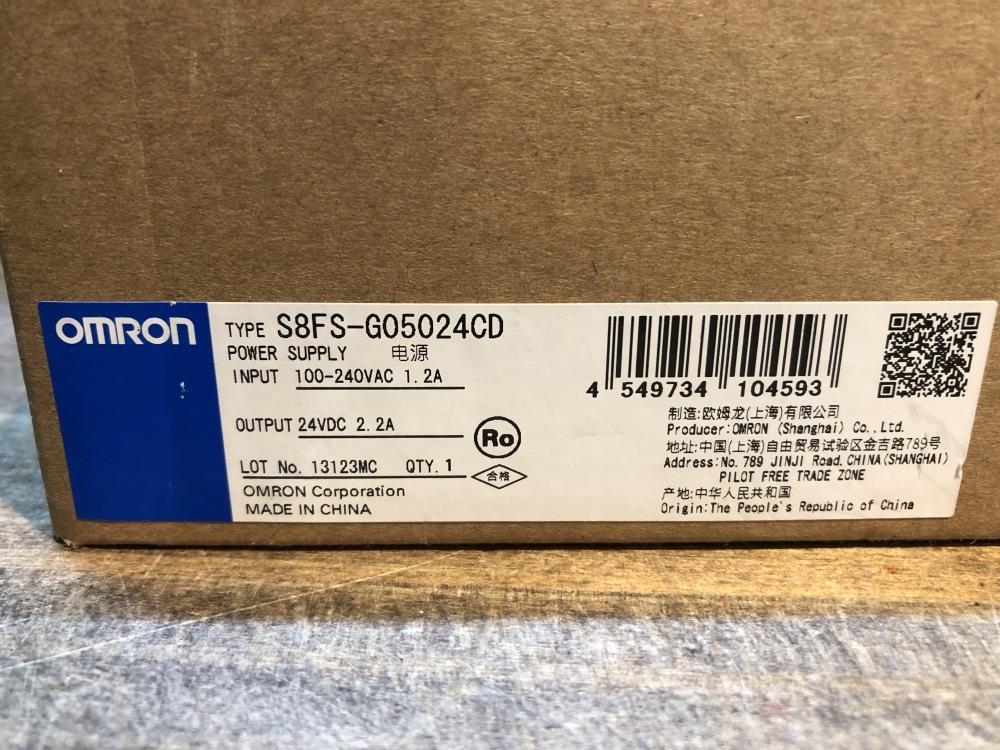 OMRON
TYPE S8FS-G05024CD
POWER SUPPLY 电源
INPUT 100-240VAC 1.2A
OUTPUT 24VDC 2.2A
Ro
LOT No. 13123MC QTY. 1
合格
OMRON Corporation
MADE IN CHINA
4 549734 104593
制造:欧姆龙(上海)有限公司
Producer:OMRON (Shanghai) Co.,Ltd.
地址:中国(上海)自由贸易试验区金吉路789号
Address:No. 789 JINJI Road, CHINA(SHANGHAI)
PILOT FREE TRADE ZONE
产地:中华人民共和国
Origin:The People's Republic of China